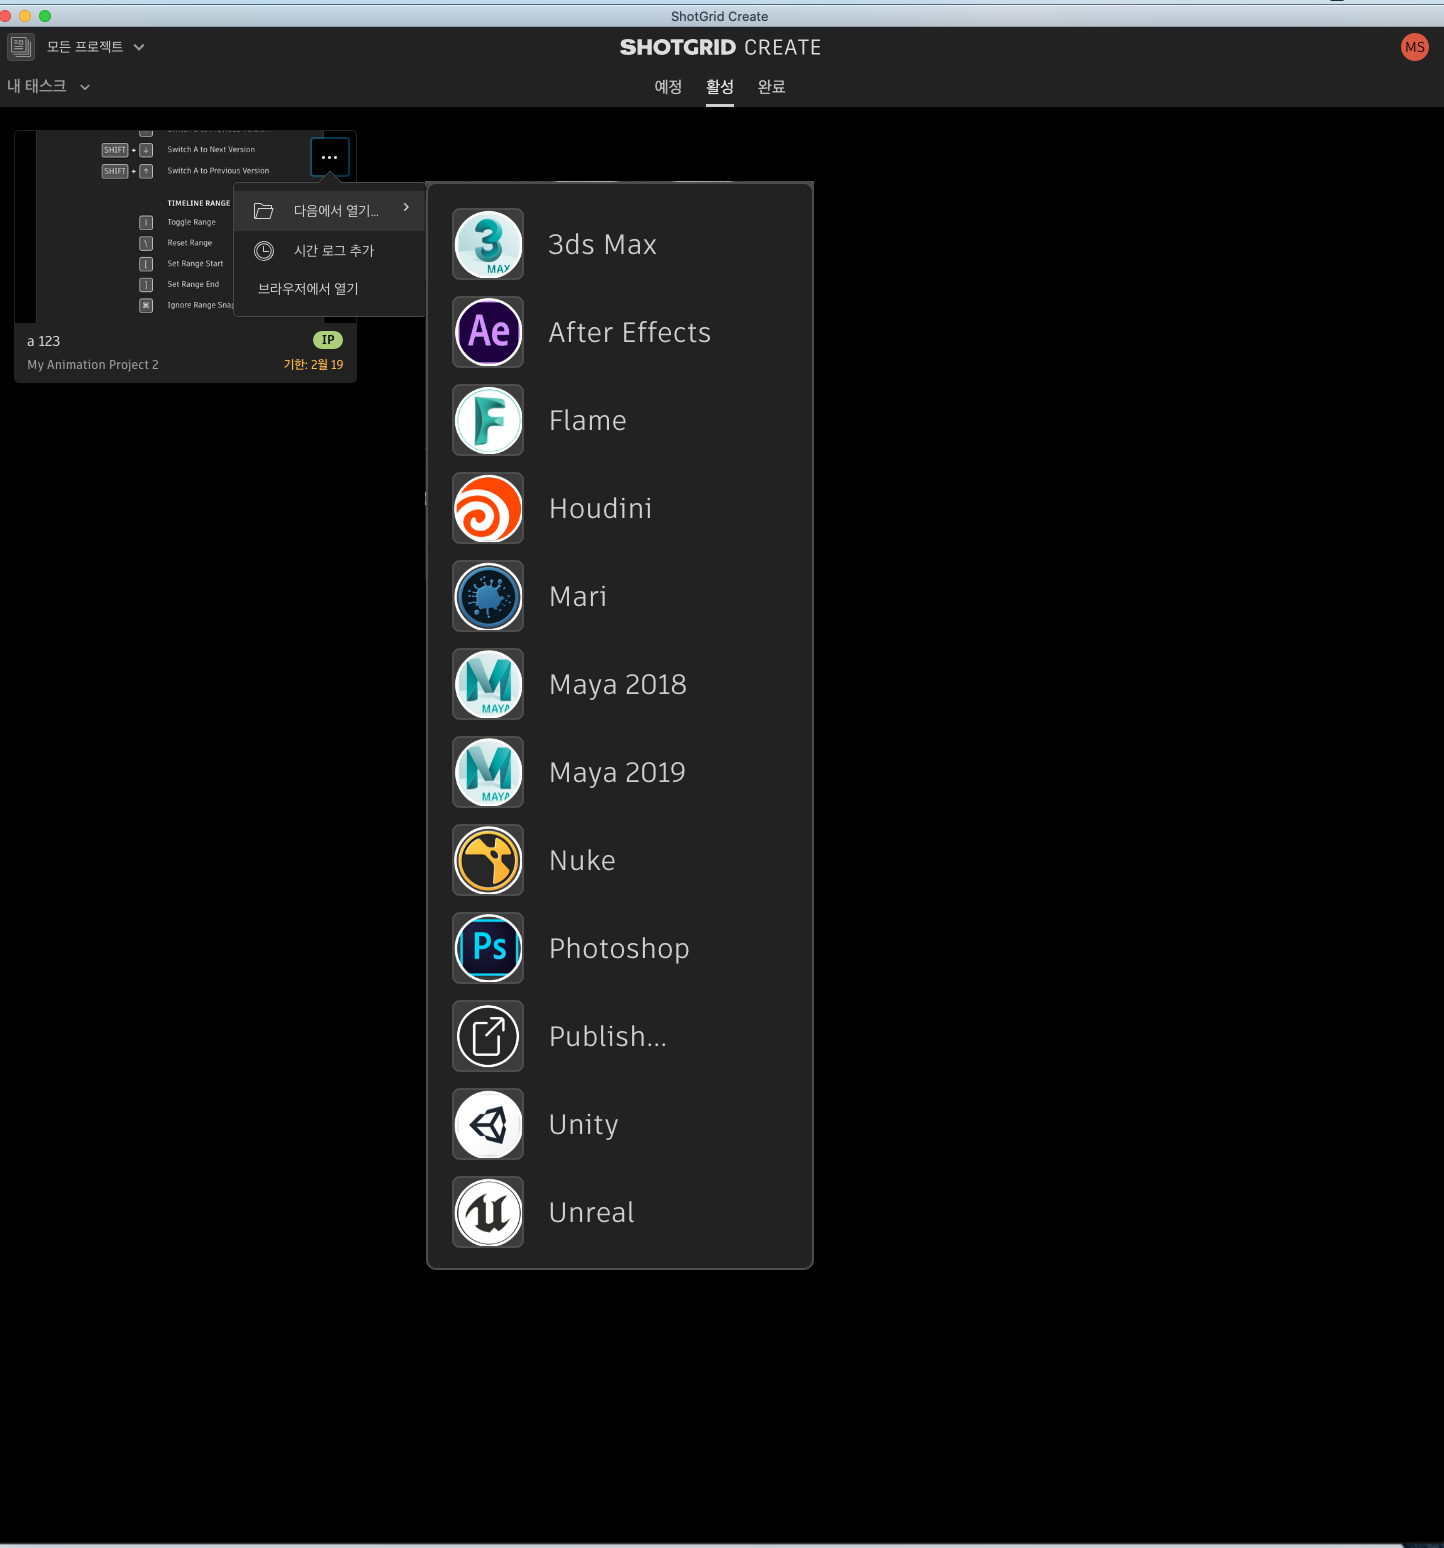 ShotGrid Create
모든 프로젝트
SHOTGRID CREATE
MS
내 태스크
예정
활성
완료
SHIFT + ↓ Switch A to Next Version
SHIFT + ↑ Switch A to Previous Version
TIMELINE RANGE
I Toggle Range
\ Reset Range
[ Set Range Start
] Set Range End
⌘ Ignore Range Snap
...
다음에서 열기...
시간 로그 추가
브라우저에서 열기
a 123
IP
My Animation Project 2
기한: 2월 19
3 MAX
3ds Max
Ae
After Effects
F
Flame
Houdini
Mari
M MAYA
Maya 2018
M MAYA
Maya 2019
Nuke
Ps
Photoshop
Publish...
Unity
Unreal